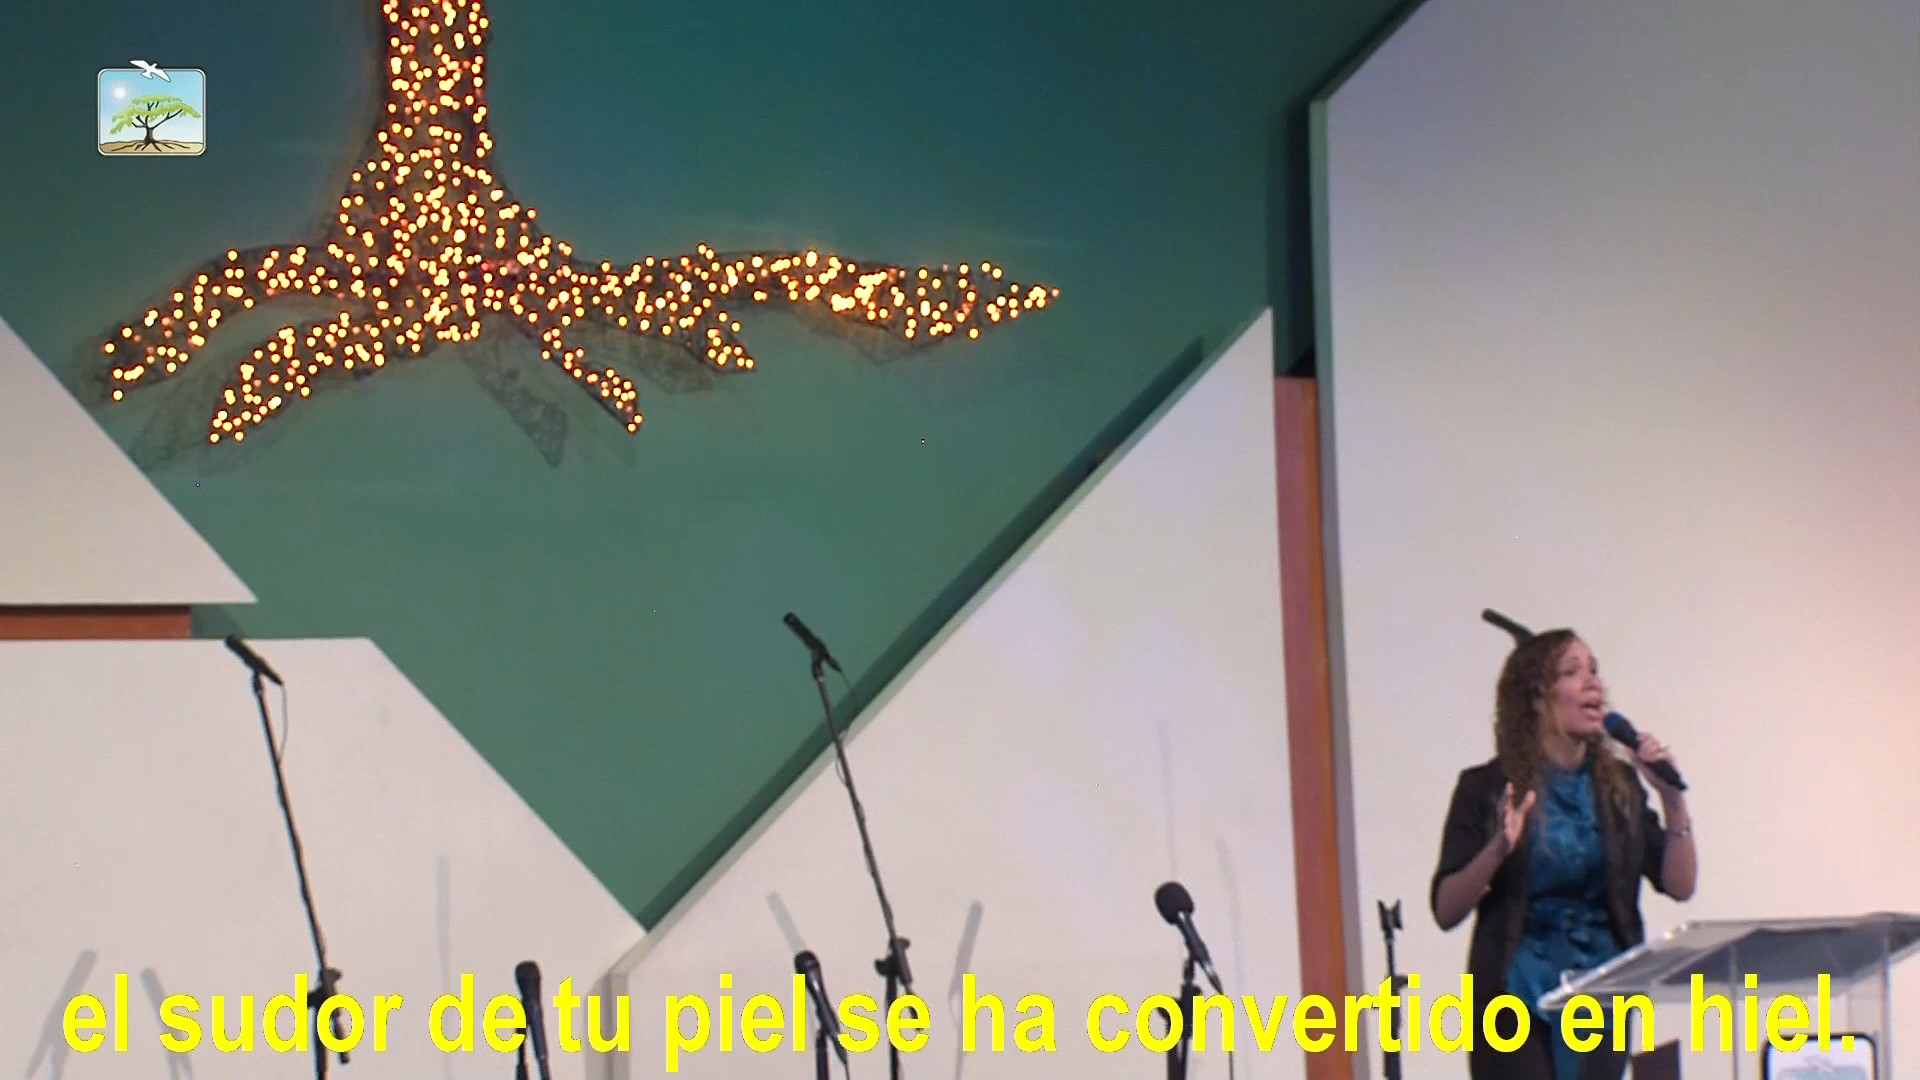 el sudor de tu piel se ha convertido en hiel.